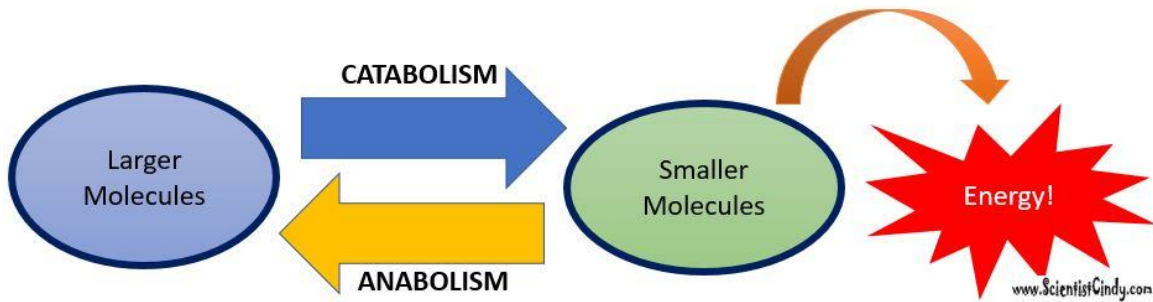 CATABOLISM
Larger
Molecules
Smaller
Molecules
Energy!
ANABOLISM
www.ScientistCindy.com